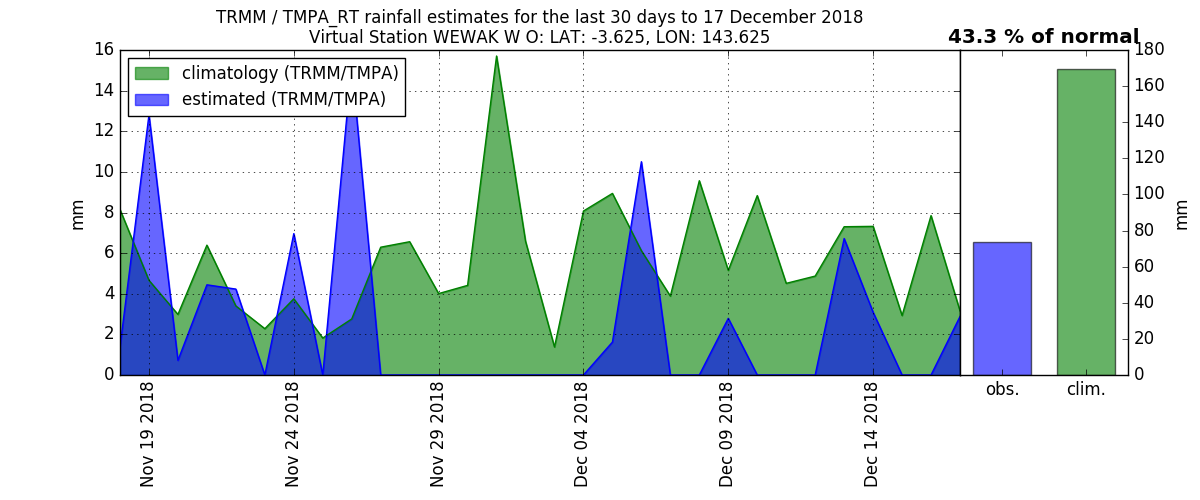 TRMM / TMPA_RT rainfall estimates for the last 30 days to 17 December 2018
Virtual Station WEWAK W O: LAT: -3.625, LON: 143.625
43.3 % of normal
climatology (TRMM/TMPA)
estimated (TRMM/TMPA)
mm
16
14
12
10
8
6
4
2
0
Nov 19 2018
Nov 24 2018
Nov 29 2018
Dec 04 2018
Dec 09 2018
Dec 14 2018
180
160
140
120
100
80
60
40
20
0
mm
obs.
clim.